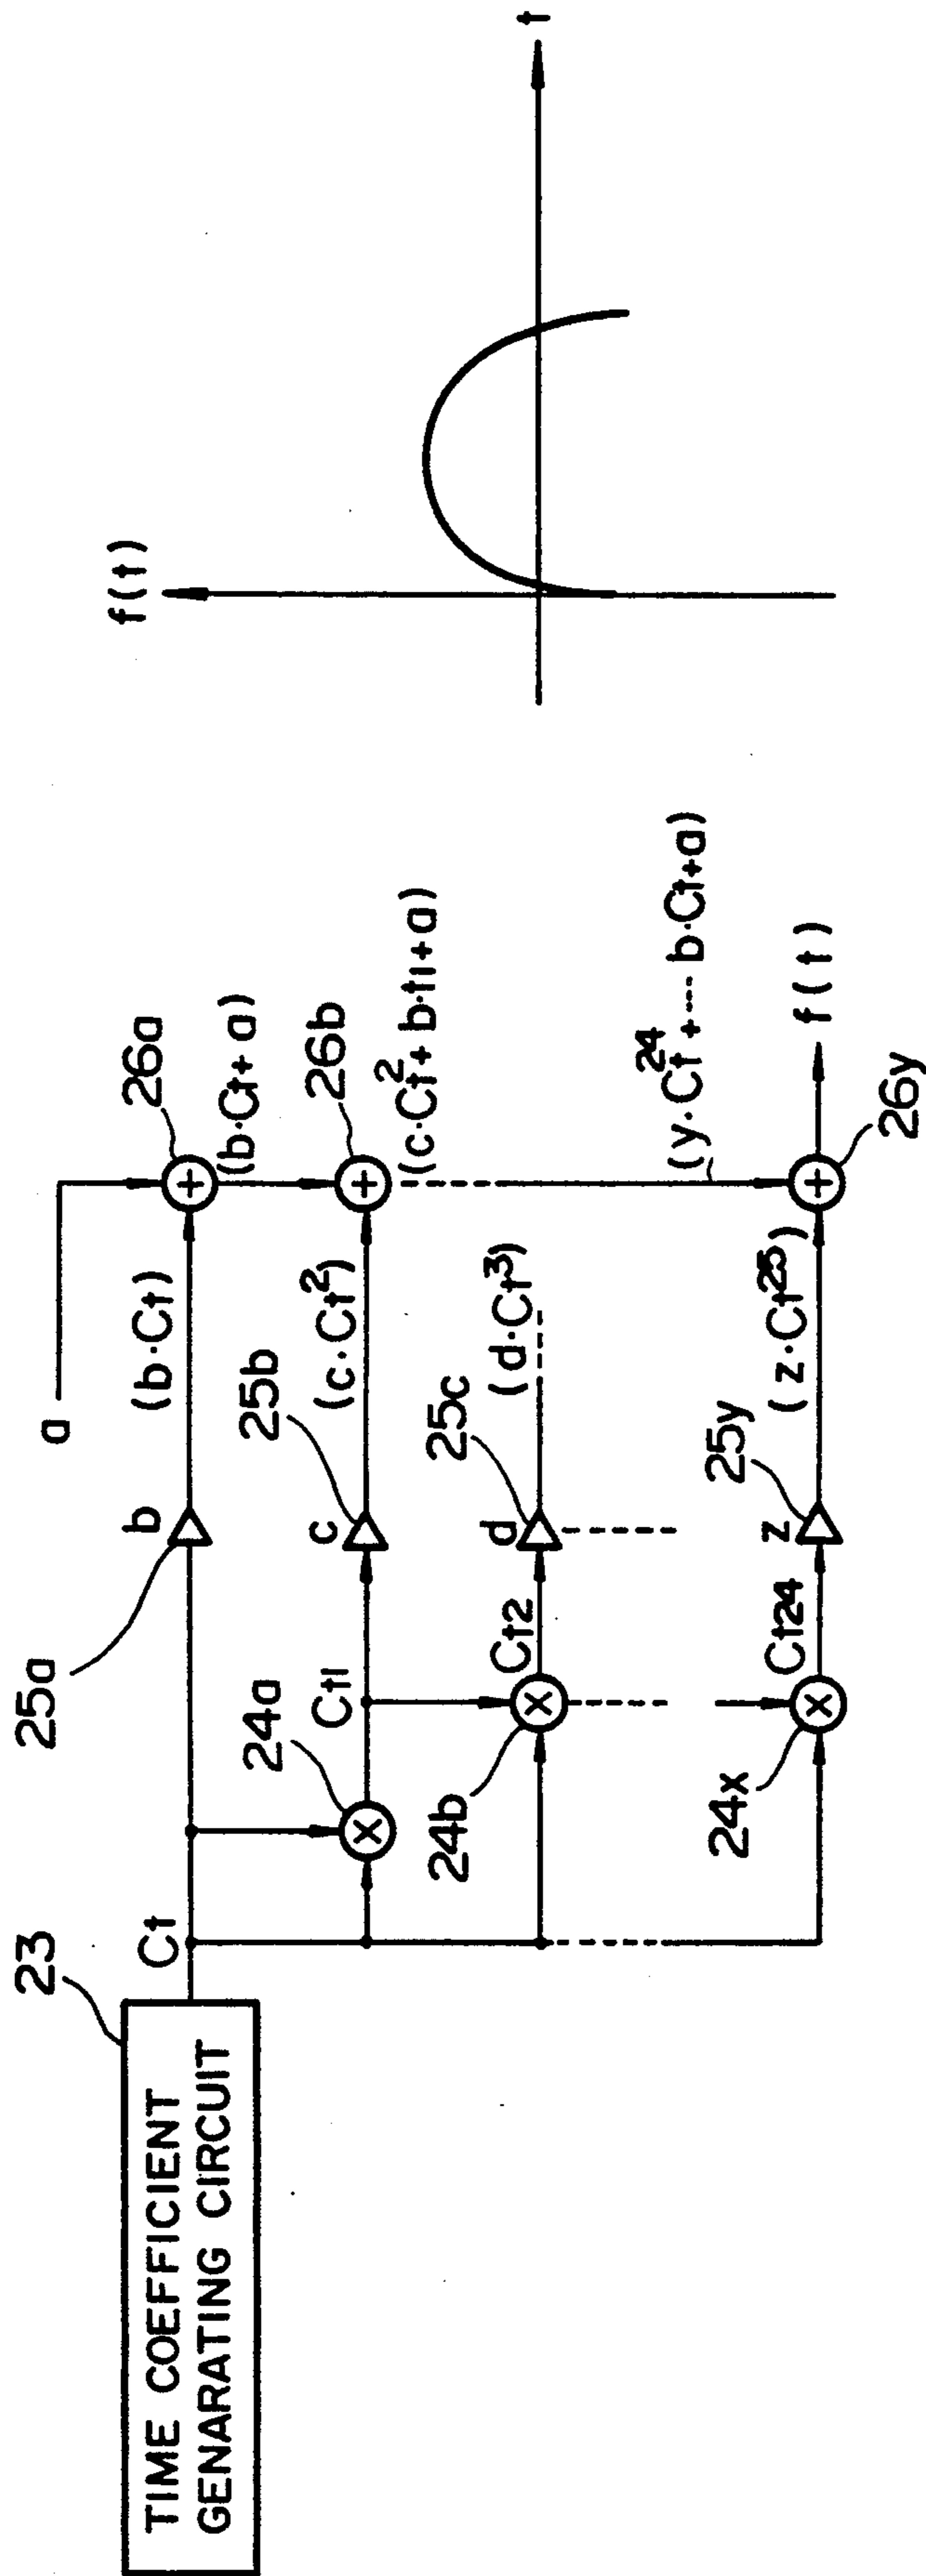 TIME COEFFICIENT
GENARATING CIRCUIT
23
Ct
25a
b
(b·Ct)
a
26a
(b·Ct+a)
24a
Ct1
c
25b
(c·Ct²)
26b
(c·Ct²+b·t1+a)
24b
Ct2
d
25c
(d·Ct³)
24x
Ct24
z
25y
(z·Ct²⁵)
(y·Ct²⁴+---b·Ct+a)
26y
f(t)
f(t)
t